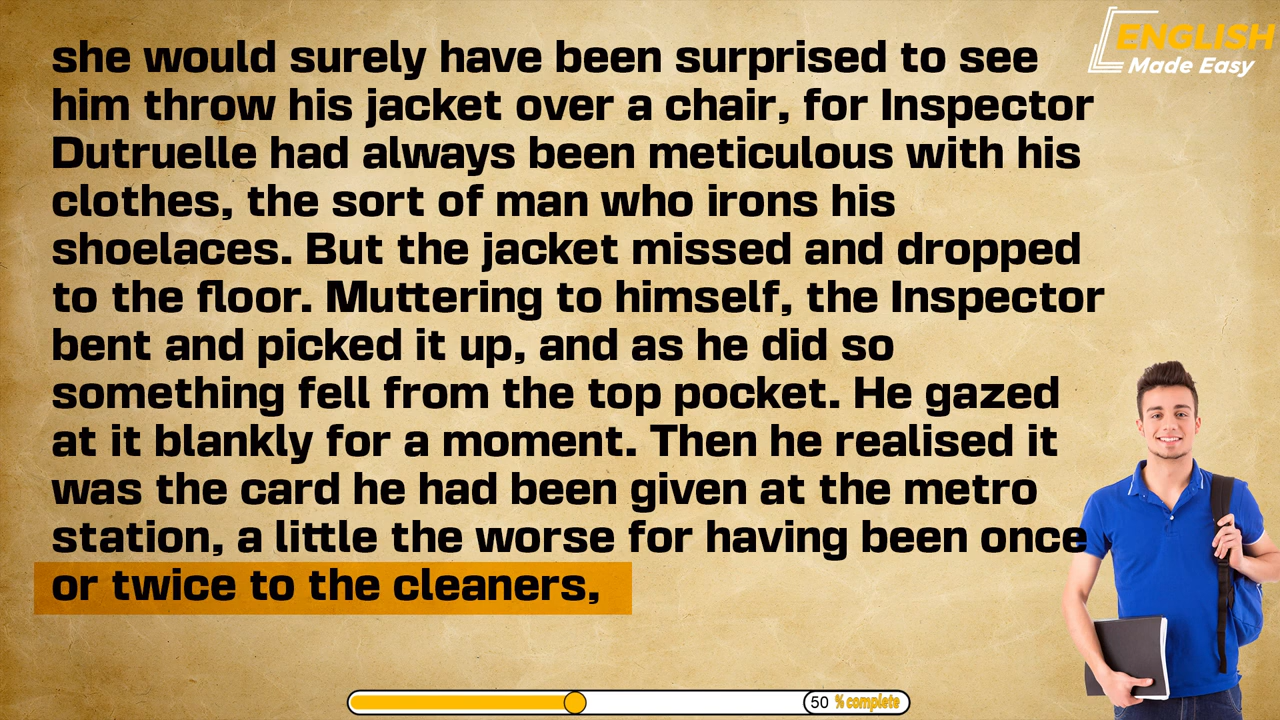 ENGLISH
Made Easy
she would surely have been surprised to see
him throw his jacket over a chair, for Inspector
Dutruelle had always been meticulous with his
clothes, the sort of man who irons his
shoelaces. But the jacket missed and dropped
to the floor. Muttering to himself, the Inspector
bent and picked it up, and as he did so
something fell from the top pocket. He gazed
at it blankly for a moment. Then he realised it
was the card he had been given at the metro
station, a little the worse for having been once
or twice to the cleaners,
50 % complete